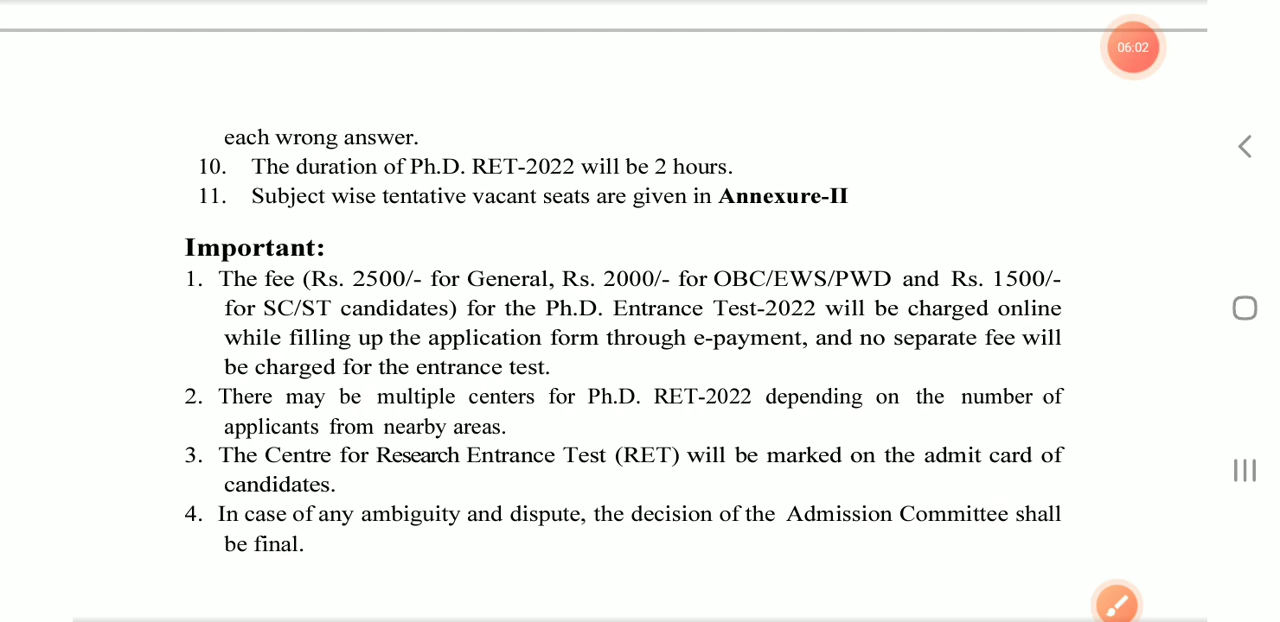 06:02
each wrong answer.
10. The duration of Ph.D. RET-2022 will be 2 hours.
11. Subject wise tentative vacant seats are given in Annexure-II
Important:
1. The fee (Rs. 2500/- for General, Rs. 2000/- for OBC/EWS/PWD and Rs. 1500/-
for SC/ST candidates) for the Ph.D. Entrance Test-2022 will be charged online
while filling up the application form through e-payment, and no separate fee will
be charged for the entrance test.
2. There may be multiple centers for Ph.D. RET-2022 depending on the number of
applicants from nearby areas.
3. The Centre for Research Entrance Test (RET) will be marked on the admit card of
candidates.
4. In case of any ambiguity and dispute, the decision of the Admission Committee shall
be final.